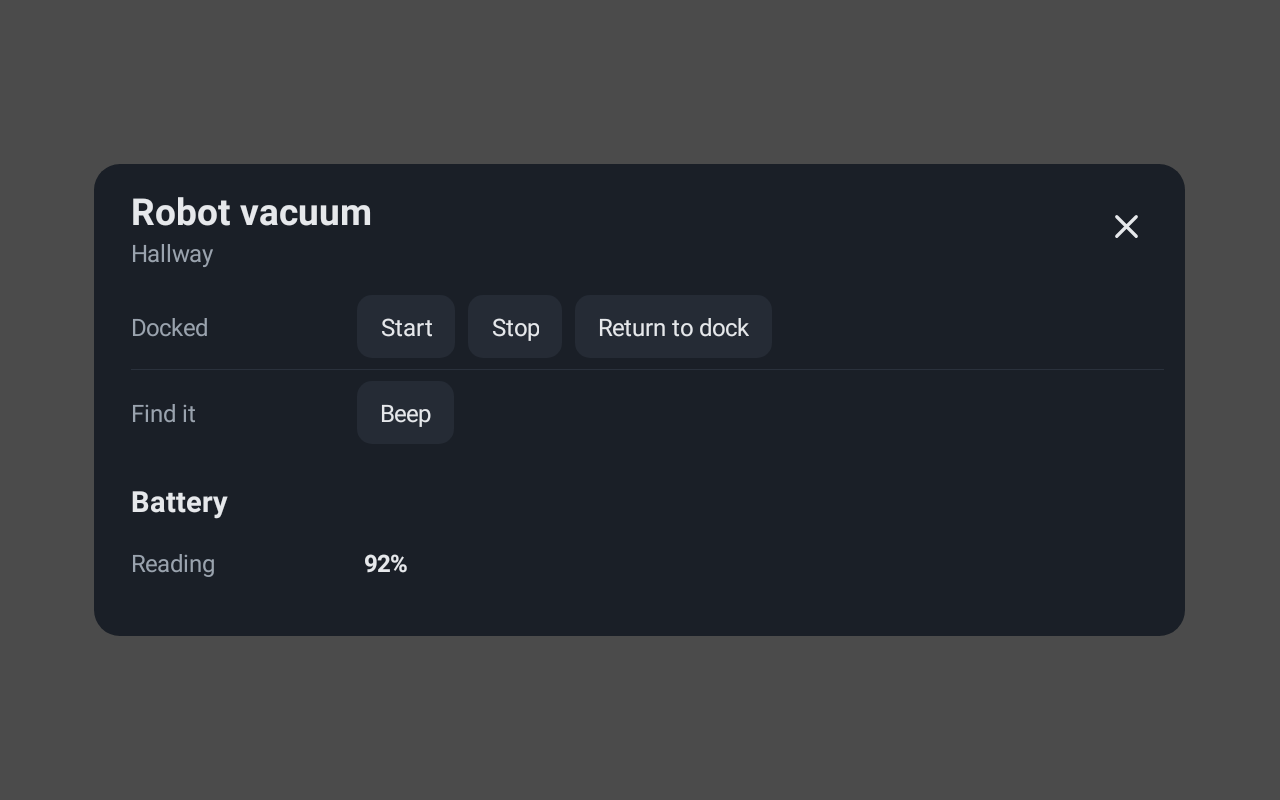 Robot vacuum
Hallway
Docked Start Stop Return to dock
Find it Beep
Battery
Reading 92%